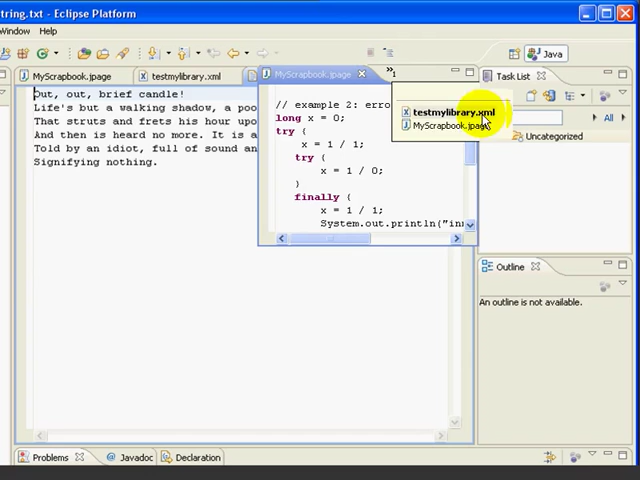 tring.txt - Eclipse Platform
Window Help
Java
MyScrapbook.jpage
testmylibrary.xml
Out, out, brief candle!
Life's but a walking shadow, a poo
That struts and frets his hour upo
And then is heard no more. It is a
Told by an idiot, full of sound an
Signifying nothing.
MyScrapbook.jpage
»1
// example 2: erro
long x = 0;
try {
x = 1 / 1;
try {
x = 1 / 0;
}
finally {
x = 1 / 1;
System.out.println("in
testmylibrary.xml
MyScrapbook.jpage
Task List
All
Uncategorized
Outline
An outline is not available.
Problems
@ Javadoc
Declaration